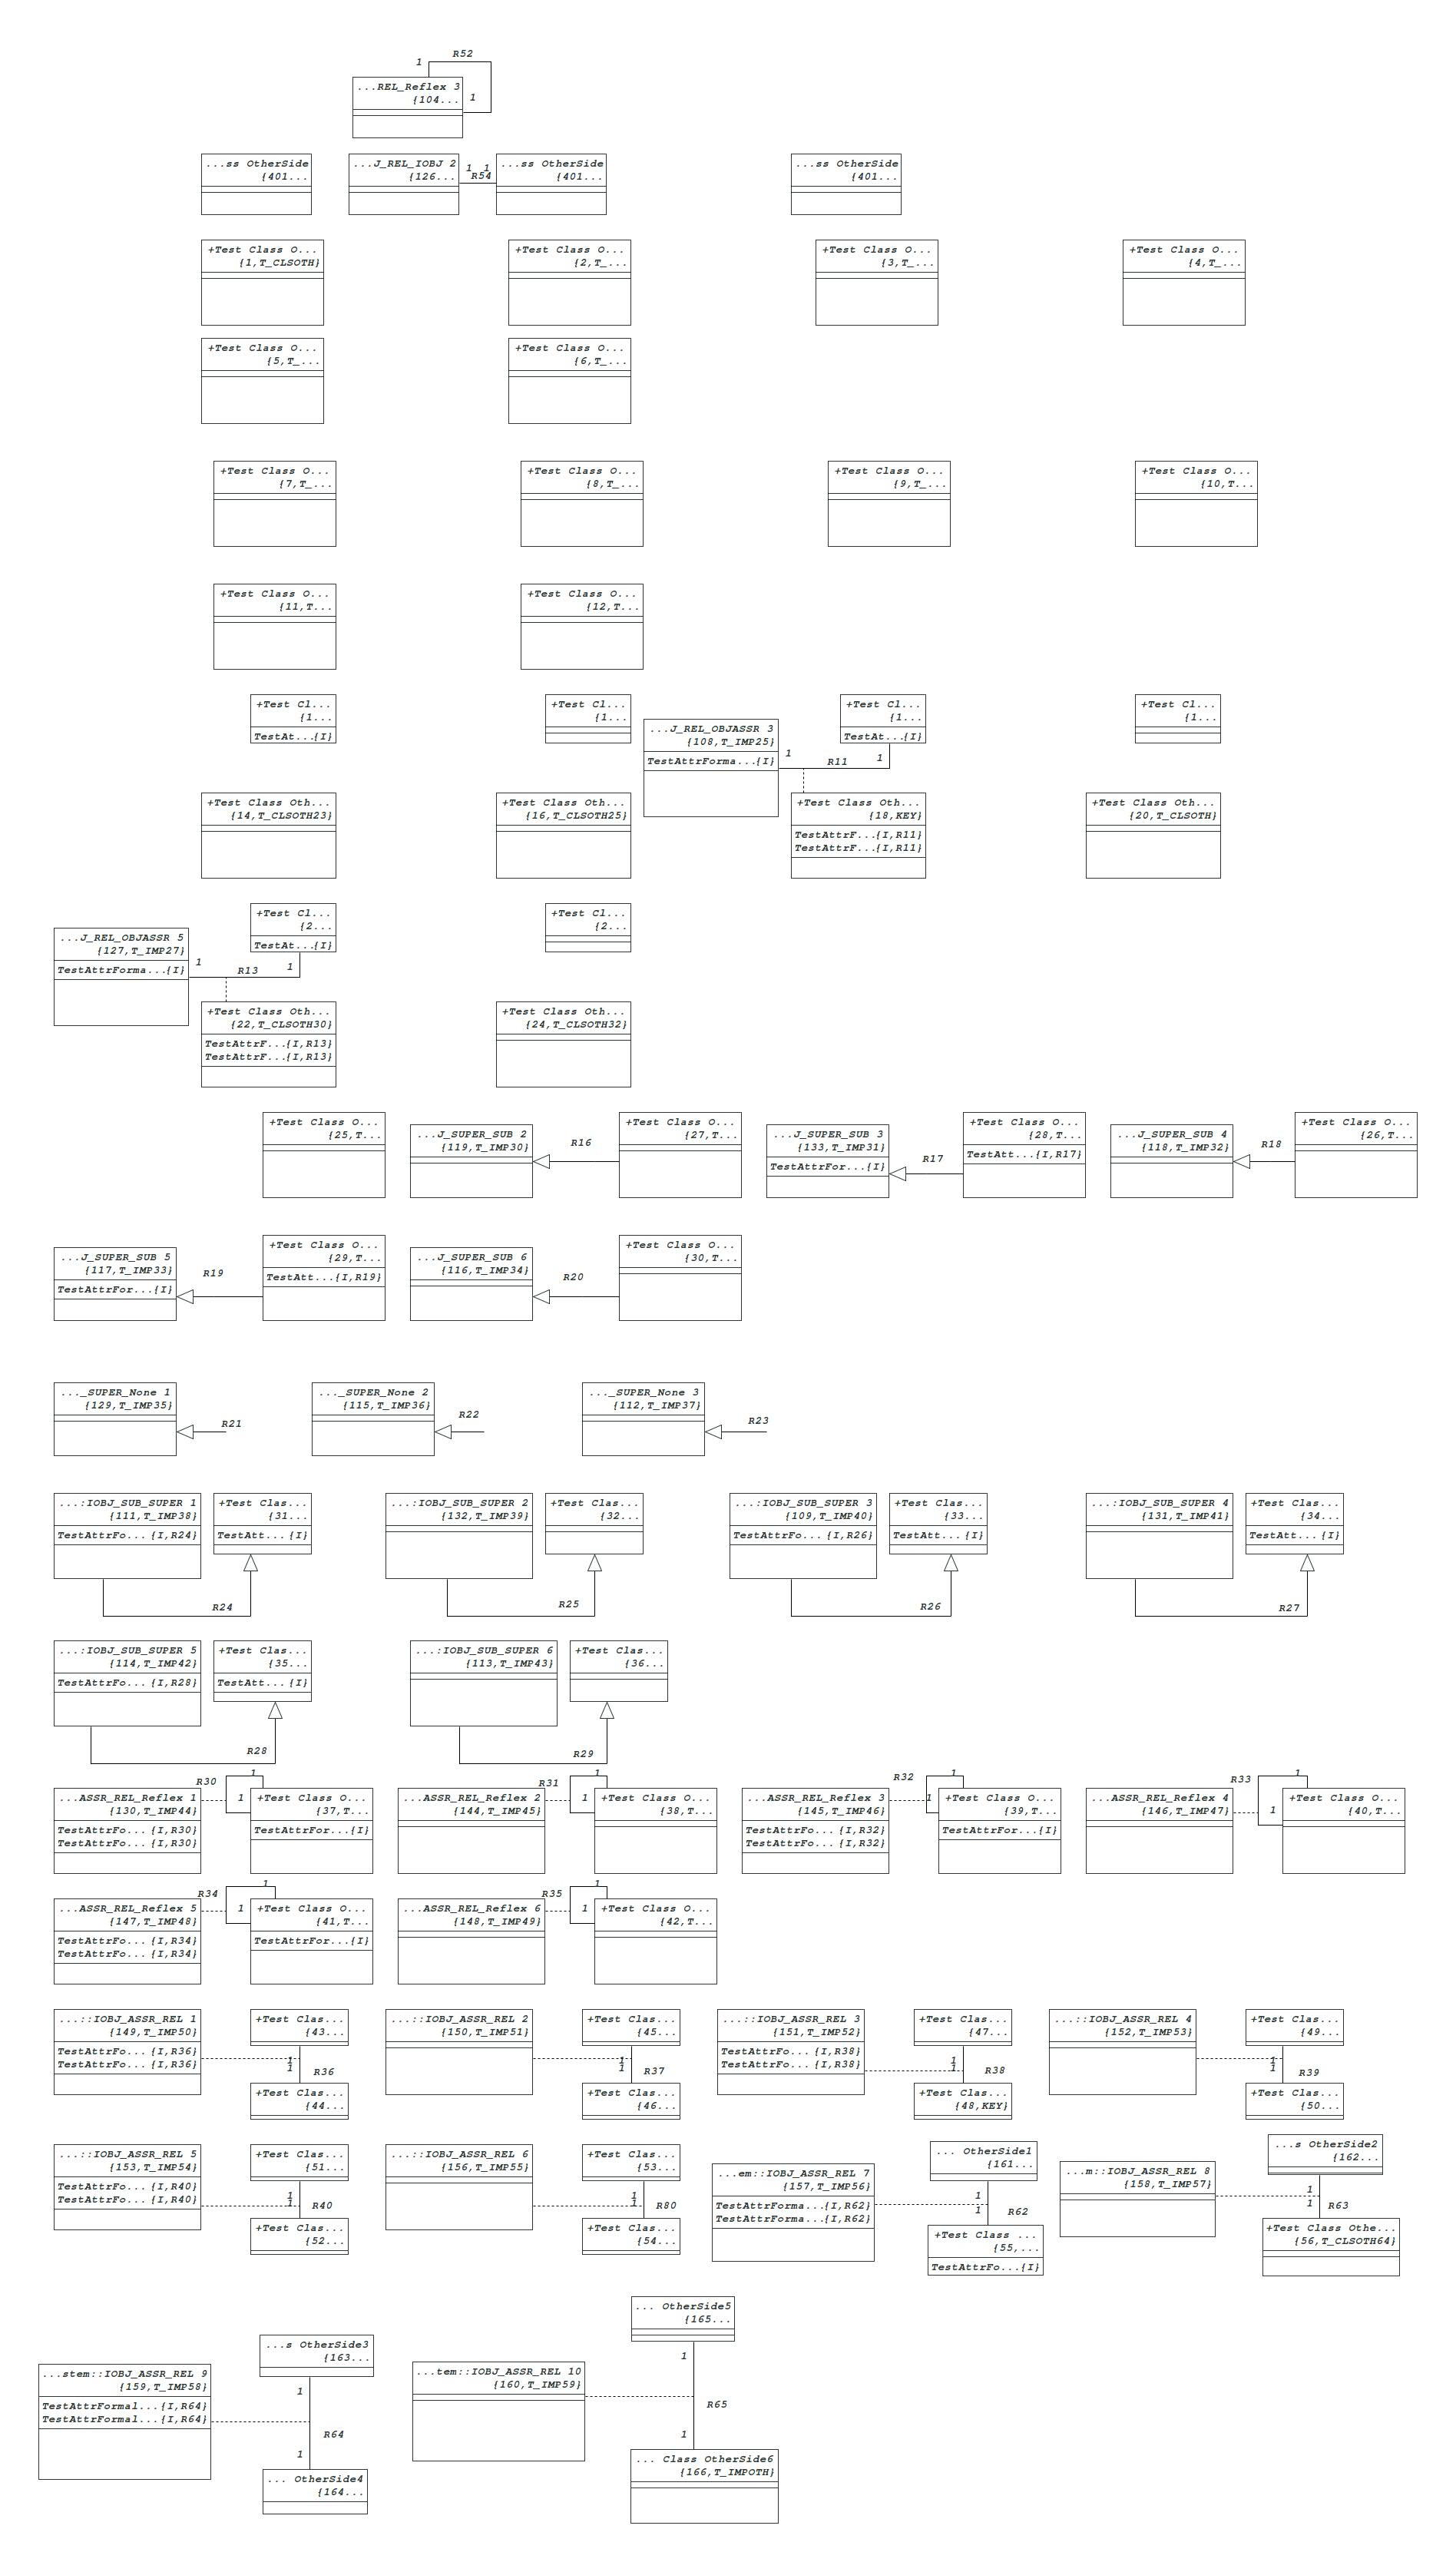 R52
1
...REL_Reflex 3
{104...
1
...ss OtherSide
{401...
...J_REL_IOBJ 2
{126...
1 1
R54
...ss OtherSide
{401...
...ss OtherSide
{401...
+Test Class O...
{1,T_CLSOTH}
+Test Class O...
{2,T_...
+Test Class O...
{3,T_...
+Test Class O...
{4,T_...
+Test Class O...
{5,T_...
+Test Class O...
{6,T_...
+Test Class O...
{7,T_...
+Test Class O...
{8,T_...
+Test Class O...
{9,T_...
+Test Class O...
{10,T...
+Test Class O...
{11,T...
+Test Class O...
{12,T...
+Test Cl...
{1...
TestAt...{I}
+Test Cl...
{1...
...J_REL_OBJASSR 3
{108,T_IMP25}
TestAttrForma...{I}
1
R11
1
+Test Cl...
{1...
TestAt...{I}
+Test Cl...
{1...
+Test Class Oth...
{14,T_CLSOTH23}
+Test Class Oth...
{16,T_CLSOTH25}
+Test Class Oth...
{18,KEY}
TestAttrF...{I,R11}
TestAttrF...{I,R11}
+Test Class Oth...
{20,T_CLSOTH}
...J_REL_OBJASSR 5
{127,T_IMP27}
TestAttrForma...{I}
1
R13
1
+Test Cl...
{2...
TestAt...{I}
+Test Cl...
{2...
+Test Class Oth...
{22,T_CLSOTH30}
TestAttrF...{I,R13}
TestAttrF...{I,R13}
+Test Class Oth...
{24,T_CLSOTH32}
+Test Class O...
{25,T...
...J_SUPER_SUB 2
{119,T_IMP30}
R16
+Test Class O...
{27,T...
...J_SUPER_SUB 3
{133,T_IMP31}
TestAttrFor...{I}
R17
+Test Class O...
{28,T...
TestAtt...{I,R17}
...J_SUPER_SUB 4
{118,T_IMP32}
R18
+Test Class O...
{26,T...
...J_SUPER_SUB 5
{117,T_IMP33}
TestAttrFor...{I}
R19
+Test Class O...
{29,T...
TestAtt...{I,R19}
...J_SUPER_SUB 6
{116,T_IMP34}
R20
+Test Class O...
{30,T...
..._SUPER_None 1
{129,T_IMP35}
R21
..._SUPER_None 2
{115,T_IMP36}
R22
..._SUPER_None 3
{112,T_IMP37}
R23
...:IOBJ_SUB_SUPER 1
{111,T_IMP38}
TestAttrFo...{I,R24}
+Test Clas...
{31...
TestAtt...{I}
R24
...:IOBJ_SUB_SUPER 2
{132,T_IMP39}
+Test Clas...
{32...
R25
...:IOBJ_SUB_SUPER 3
{109,T_IMP40}
TestAttrFo...{I,R26}
+Test Clas...
{33...
TestAtt...{I}
R26
...:IOBJ_SUB_SUPER 4
{131,T_IMP41}
+Test Clas...
{34...
TestAtt...{I}
R27
...:IOBJ_SUB_SUPER 5
{114,T_IMP42}
TestAttrFo...{I,R28}
+Test Clas...
{35...
TestAtt...{I}
R28
...:IOBJ_SUB_SUPER 6
{113,T_IMP43}
+Test Clas...
{36...
R29
R30
1
...ASSR_REL_Reflex 1
{130,T_IMP44}
TestAttrFo...{I,R30}
TestAttrFo...{I,R30}
1
+Test Class O...
{37,T...
TestAttrFor...{I}
R31
1
...ASSR_REL_Reflex 2
{144,T_IMP45}
1
+Test Class O...
{38,T...
R32
1
...ASSR_REL_Reflex 3
{145,T_IMP46}
TestAttrFo...{I,R32}
TestAttrFo...{I,R32}
1
+Test Class O...
{39,T...
TestAttrFor...{I}
R33
1
...ASSR_REL_Reflex 4
{146,T_IMP47}
1
+Test Class O...
{40,T...
R34
1
...ASSR_REL_Reflex 5
{147,T_IMP48}
TestAttrFo...{I,R34}
TestAttrFo...{I,R34}
1
+Test Class O...
{41,T...
TestAttrFor...{I}
R35
1
...ASSR_REL_Reflex 6
{148,T_IMP49}
1
+Test Class O...
{42,T...
...::IOBJ_ASSR_REL 1
{149,T_IMP50}
TestAttrFo...{I,R36}
TestAttrFo...{I,R36}
+Test Clas...
{43...
1
1
R36
+Test Clas...
{44...
...::IOBJ_ASSR_REL 2
{150,T_IMP51}
+Test Clas...
{45...
1
1
R37
+Test Clas...
{46...
...::IOBJ_ASSR_REL 3
{151,T_IMP52}
TestAttrFo...{I,R38}
TestAttrFo...{I,R38}
+Test Clas...
{47...
1
1
R38
+Test Clas...
{48,KEY}
...::IOBJ_ASSR_REL 4
{152,T_IMP53}
+Test Clas...
{49...
1
1
R39
+Test Clas...
{50...
...::IOBJ_ASSR_REL 5
{153,T_IMP54}
TestAttrFo...{I,R40}
TestAttrFo...{I,R40}
+Test Clas...
{51...
1
1
R40
+Test Clas...
{52...
...::IOBJ_ASSR_REL 6
{156,T_IMP55}
+Test Clas...
{53...
1
1
R80
+Test Clas...
{54...
...em::IOBJ_ASSR_REL 7
{157,T_IMP56}
TestAttrForma...{I,R62}
TestAttrForma...{I,R62}
... OtherSide1
{161...
1
1
R62
+Test Class ...
{55,...
TestAttrFo...{I}
...m::IOBJ_ASSR_REL 8
{158,T_IMP57}
...s OtherSide2
{162...
1
1
R63
+Test Class Othe...
{56,T_CLSOTH64}
...stem::IOBJ_ASSR_REL 9
{159,T_IMP58}
TestAttrFormal...{I,R64}
TestAttrFormal...{I,R64}
...s OtherSide3
{163...
1
R64
1
... OtherSide4
{164...
...tem::IOBJ_ASSR_REL 10
{160,T_IMP59}
... OtherSide5
{165...
1
R65
1
... Class OtherSide6
{166,T_IMPOTH}